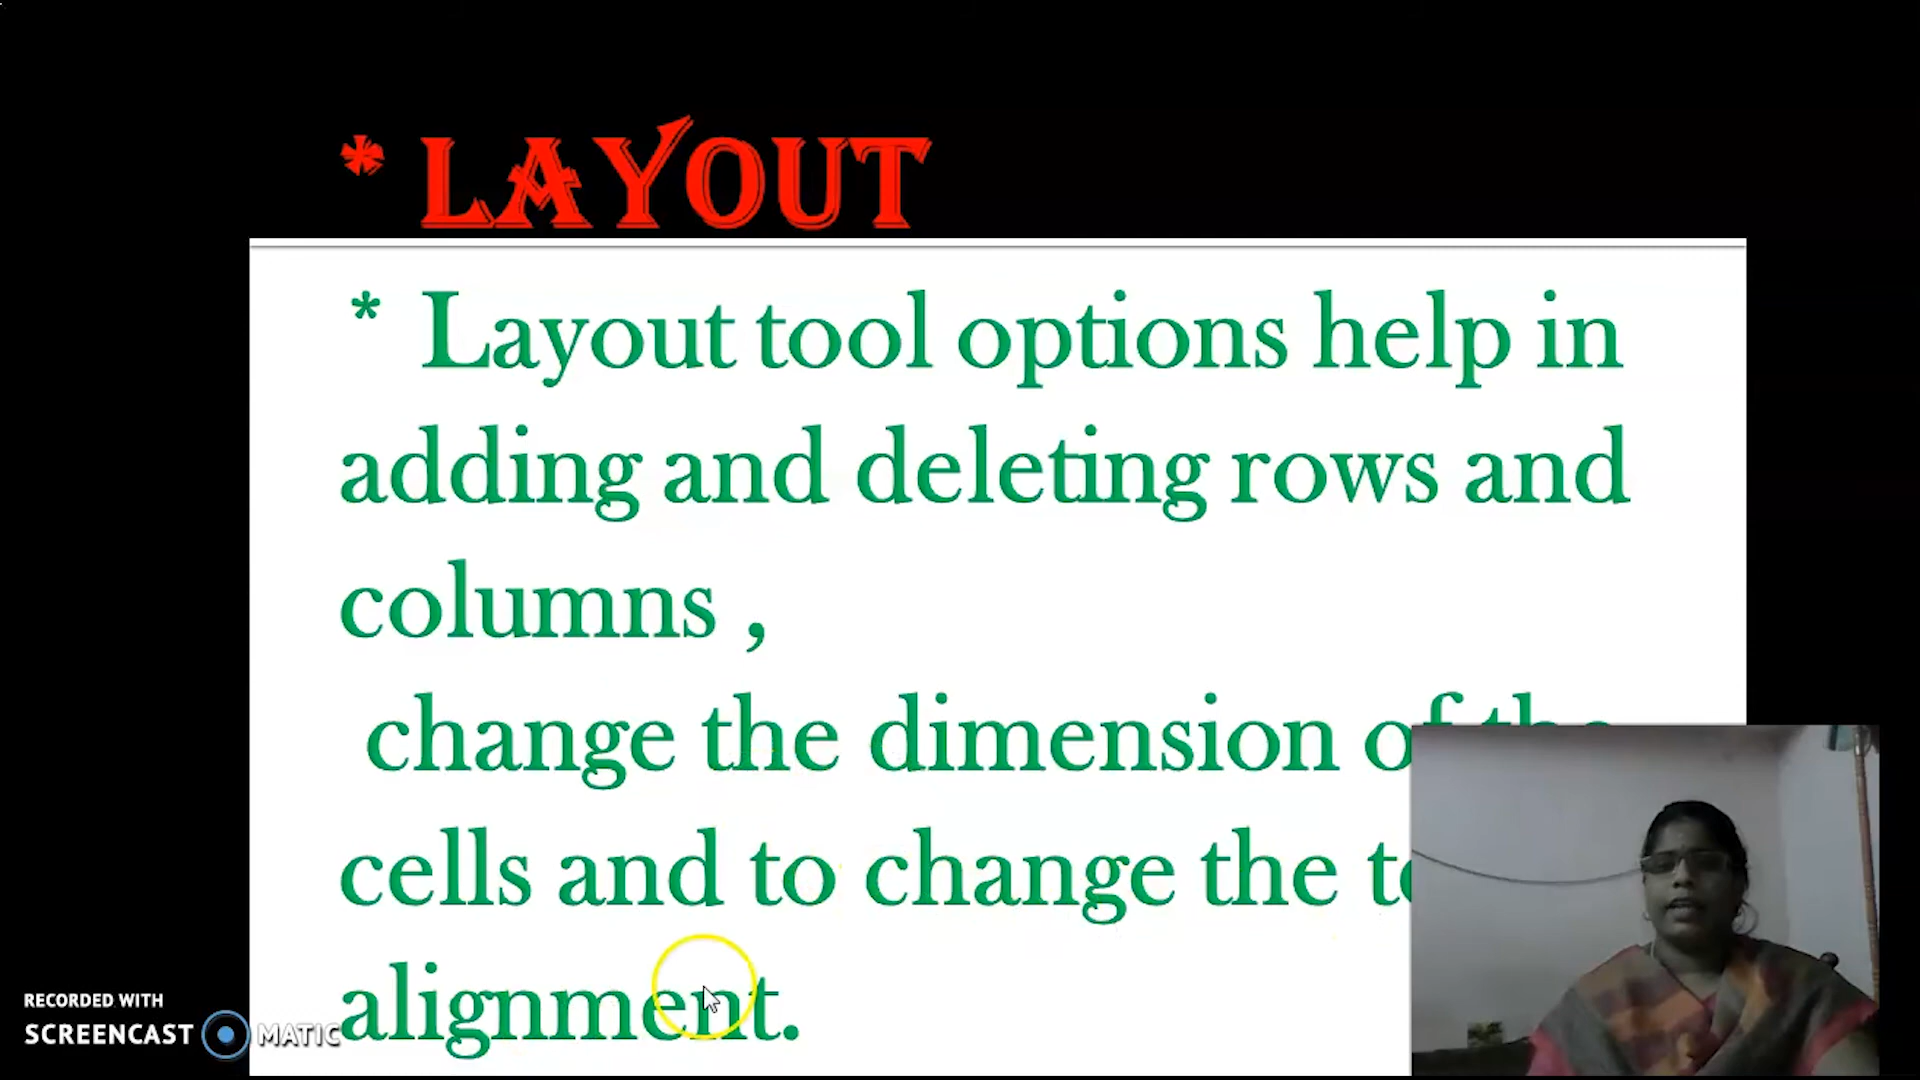 * LAYOUT
* Layout tool options help in
adding and deleting rows and
columns ,
change the dimension of the
cells and to change the
alignment.
RECORDED WITH
SCREENCAST MATIC